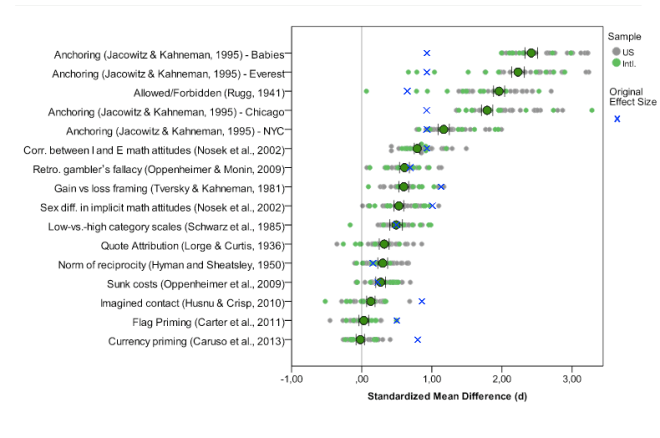 Sample
US
Intl.
Original
Effect Size
Anchoring (Jacowitz & Kahneman, 1995) - Babies
Anchoring (Jacowitz & Kahneman, 1995) - Everest
Allowed/Forbidden (Rugg, 1941)
Anchoring (Jacowitz & Kahneman, 1995) - Chicago
Anchoring (Jacowitz & Kahneman, 1995) - NYC
Corr. between I and E math attitudes (Nosek et al., 2002)
Retro. gambler's fallacy (Oppenheimer & Monin, 2009)
Gain vs loss framing (Tversky & Kahneman, 1981)
Sex diff. in implicit math attitudes (Nosek et al., 2002)
Low-vs.-high category scales (Schwarz et al., 1985)
Quote Attribution (Lorge & Curtis, 1936)
Norm of reciprocity (Hyman and Sheatsley, 1950)
Sunk costs (Oppenheimer et al., 2009)
Imagined contact (Husnu & Crisp, 2010)
Flag Priming (Carter et al., 2011)
Currency priming (Caruso et al., 2013)
-1,00 ,00 1,00 2,00 3,00
Standardized Mean Difference (d)